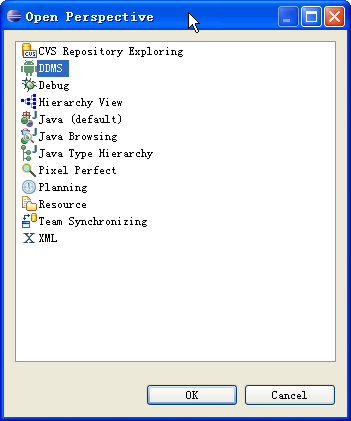 Open Perspective
CVS Repository Exploring
DDMS
Debug
Hierarchy View
Java (default)
Java Browsing
Java Type Hierarchy
Pixel Perfect
Planning
Resource
Team Synchronizing
XML
OK
Cancel